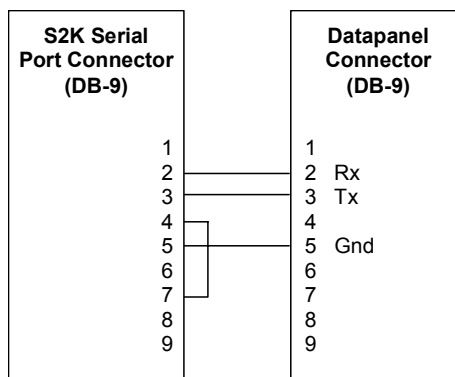 S2K Serial
Port Connector
(DB-9)
Datapanel
Connector
(DB-9)
1
2
3
4
5
6
7
8
9
1
2 Rx
3 Tx
4
5 Gnd
6
7
8
9